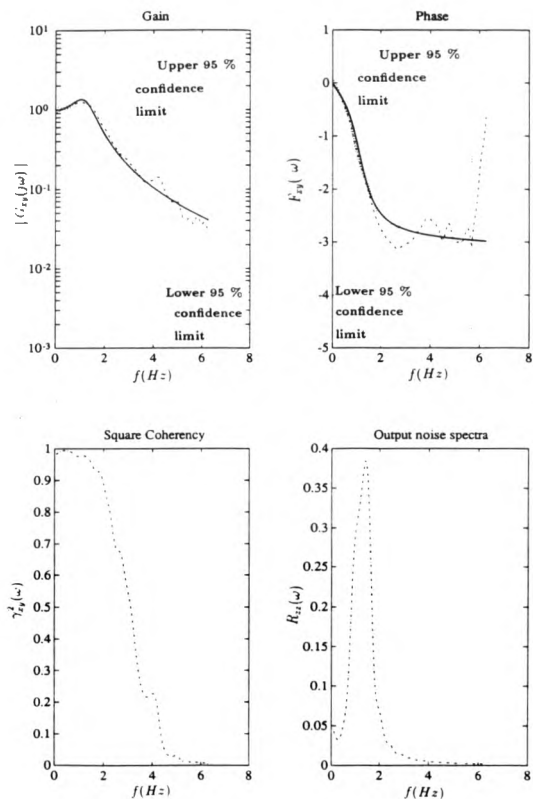 Gain
10¹
10⁰
10⁻¹
10⁻²
10⁻³
0 2 4 6 8
f(Hz)
|G_xy(jω)|
Upper 95 %
confidence
limit
Lower 95 %
confidence
limit
Phase
0
-1
-2
-3
-4
-5
0 2 4 6 8
f(Hz)
F_xy( ω)
Upper 95 %
confidence
limit
Lower 95 %
confidence
limit
Square Coherency
1
0.9
0.8
0.7
0.6
0.5
0.4
0.3
0.2
0.1
0
0 2 4 6 8
f(Hz)
γ²_xy(ω)
Output noise spectra
0.4
0.35
0.3
0.25
0.2
0.15
0.1
0.05
0
0 2 4 6 8
f(Hz)
R_zz(ω)